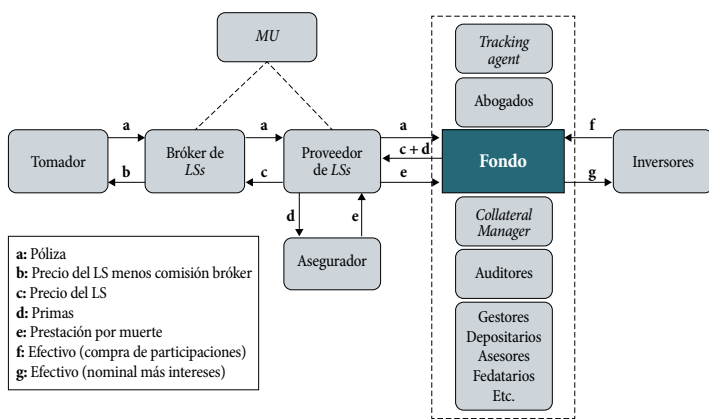 MU
Tracking
agent
Abogados
a
a
a
f
c + d
Tomador
Bróker de
LSs
Proveedor
de LSs
Fondo
Inversores
b
c
e
g
d
e
Collateral
Manager
Asegurador
Auditores
Gestores
Depositarios
Asesores
Fedatarios
Etc.
a: Póliza
b: Precio del LS menos comisión bróker
c: Precio del LS
d: Primas
e: Prestación por muerte
f: Efectivo (compra de participaciones)
g: Efectivo (nominal más intereses)